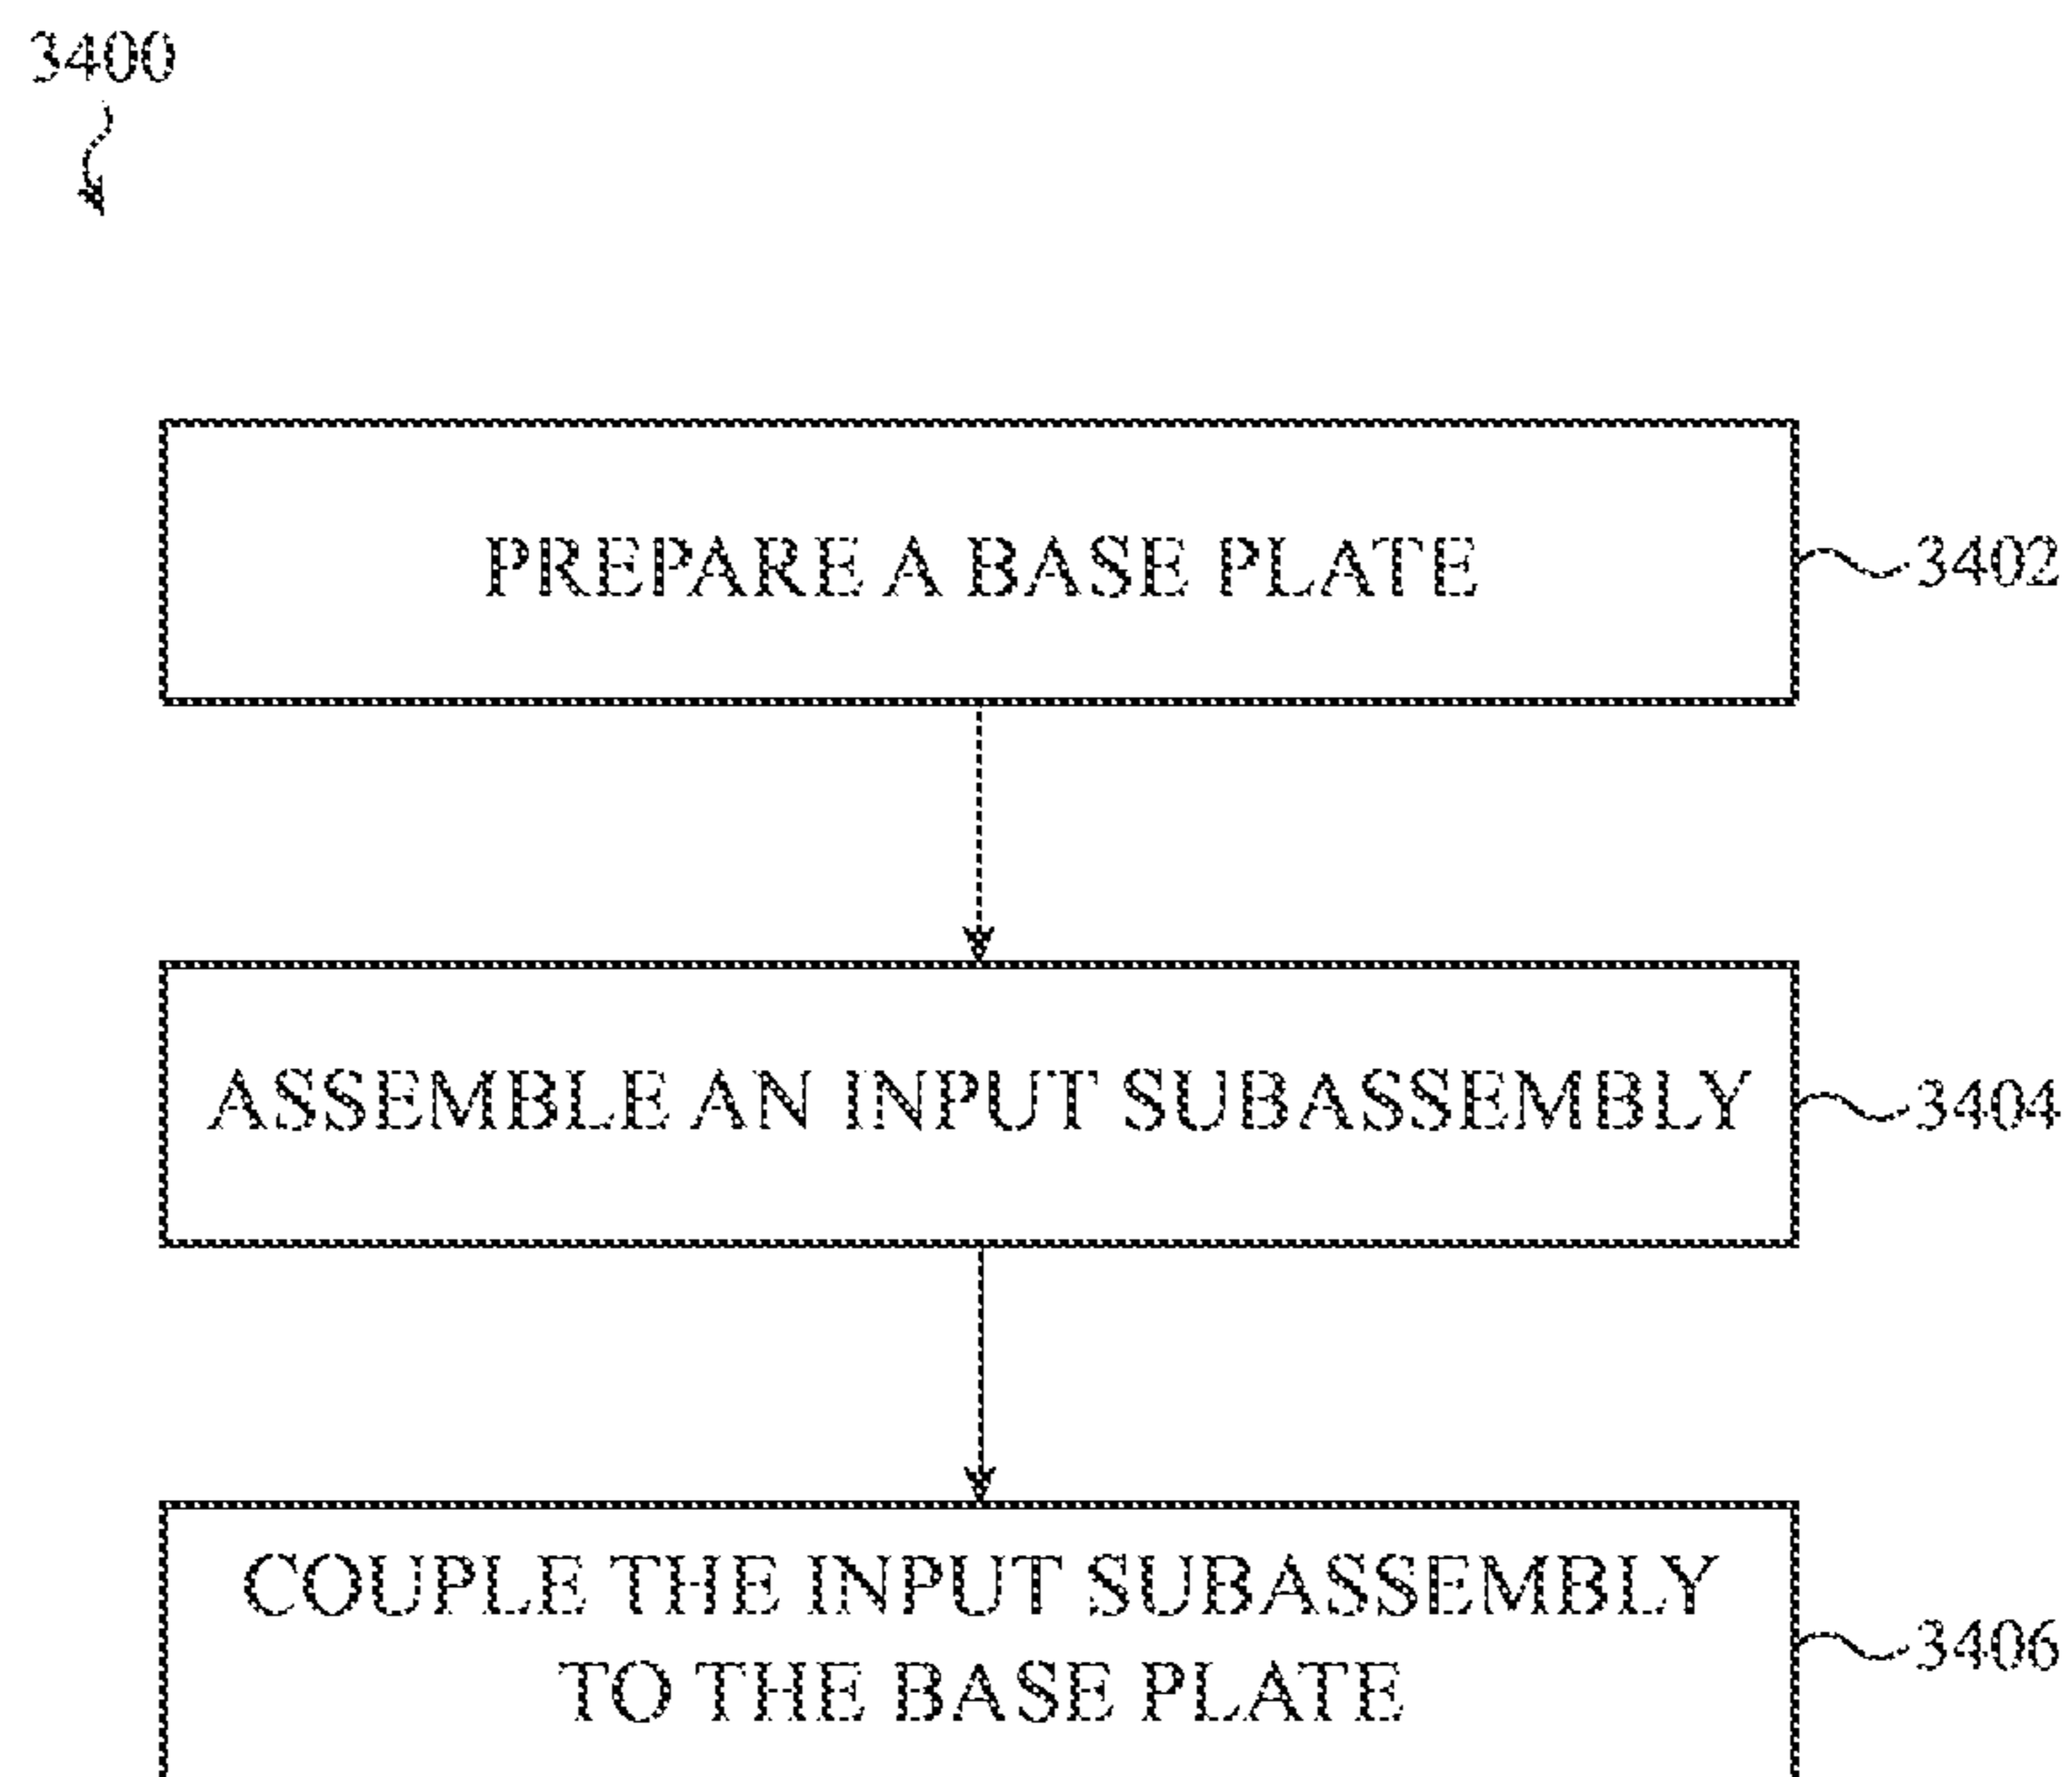 3400
PREPARE A BASE PLATE
3402
ASSEMBLE AN INPUT SUBASSEMBLY
3404
COUPLE THE INPUT SUBASSEMBLY
TO THE BASE PLATE
3406